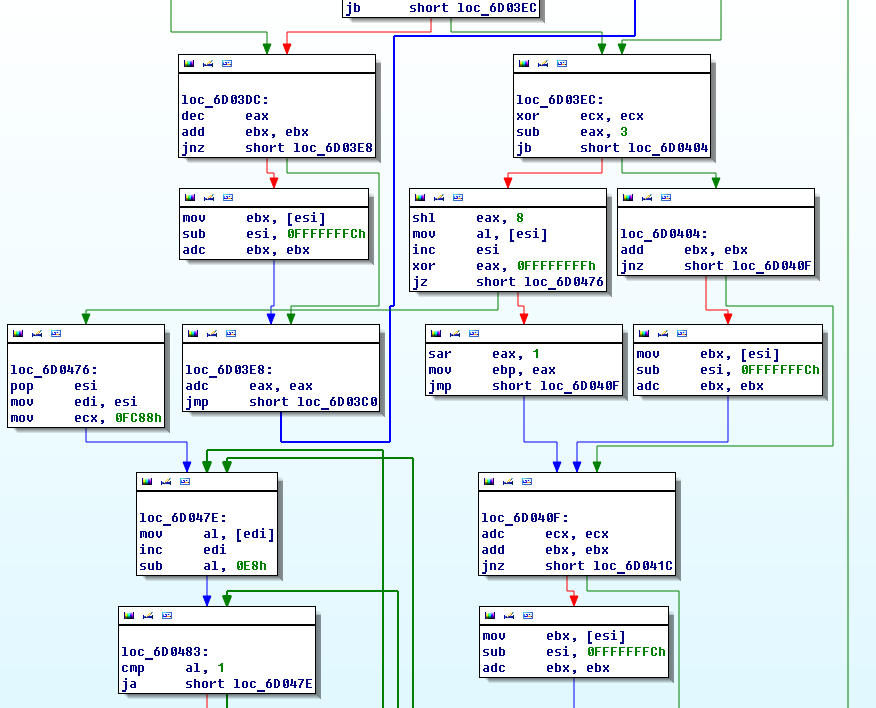 jb short loc_6D03EC
loc_6D03DC:
dec eax
add ebx, ebx
jnz short loc_6D03E8
loc_6D03EC:
xor ecx, ecx
sub eax, 3
jb short loc_6D0404
mov ebx, [esi]
sub esi, 0FFFFFFFCh
adc ebx, ebx
shl eax, 8
mov al, [esi]
inc esi
xor eax, 0FFFFFFFFh
jz short loc_6D0476
loc_6D0404:
add ebx, ebx
jnz short loc_6D040F
loc_6D0476:
pop esi
mov edi, esi
mov ecx, 0FC88h
loc_6D03E8:
adc eax, eax
jmp short loc_6D03C0
sar eax, 1
mov ebp, eax
jmp short loc_6D040F
mov ebx, [esi]
sub esi, 0FFFFFFFCh
adc ebx, ebx
loc_6D047E:
mov al, [edi]
inc edi
sub al, 0E8h
loc_6D040F:
adc ecx, ecx
add ebx, ebx
jnz short loc_6D041C
loc_6D0483:
cmp al, 1
ja short loc_6D047E
mov ebx, [esi]
sub esi, 0FFFFFFFCh
adc ebx, ebx